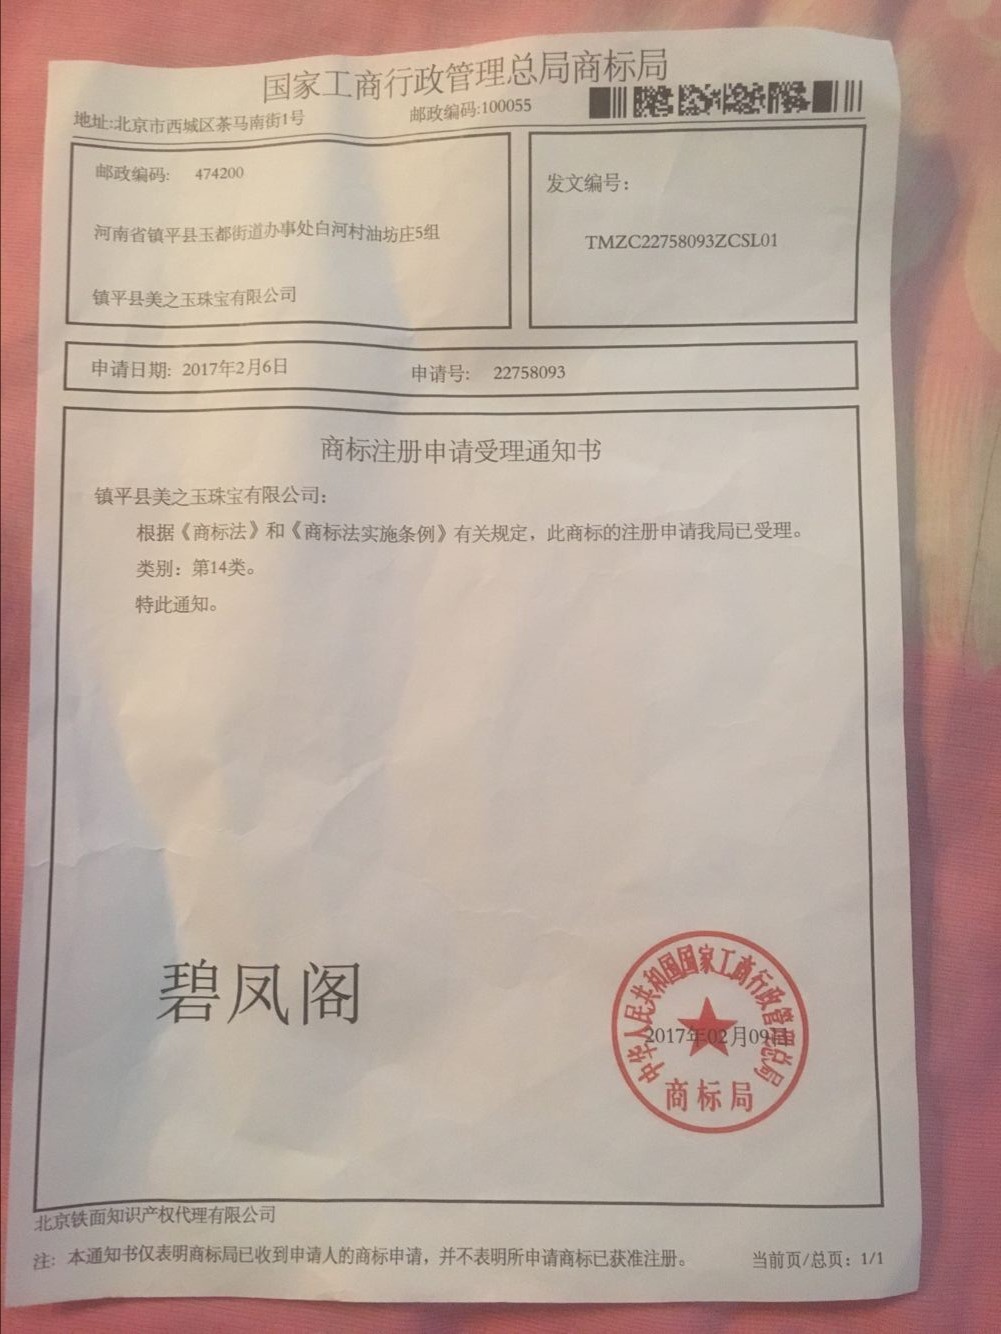 国家工商行政管理总局商标局
地址:北京市西城区茶马南街1号 邮政编码:100055
邮政编码: 474200
河南省镇平县玉都街道办事处白河村油坊庄5组
镇平县美之玉珠宝有限公司
发文编号：
TMZC22758093ZCSL01
申请日期: 2017年2月6日 申请号: 22758093
商标注册申请受理通知书
镇平县美之玉珠宝有限公司:
根据《商标法》和《商标法实施条例》有关规定，此商标的注册申请我局已受理。
类别：第14类。
特此通知。
碧凤阁
中华人民共和国国家工商行政管理总局
2017年02月09日
商标局
北京铁面知识产权代理有限公司
注：本通知书仅表明商标局已收到申请人的商标申请，并不表明所申请商标已获准注册。 当前页/总页：1/1